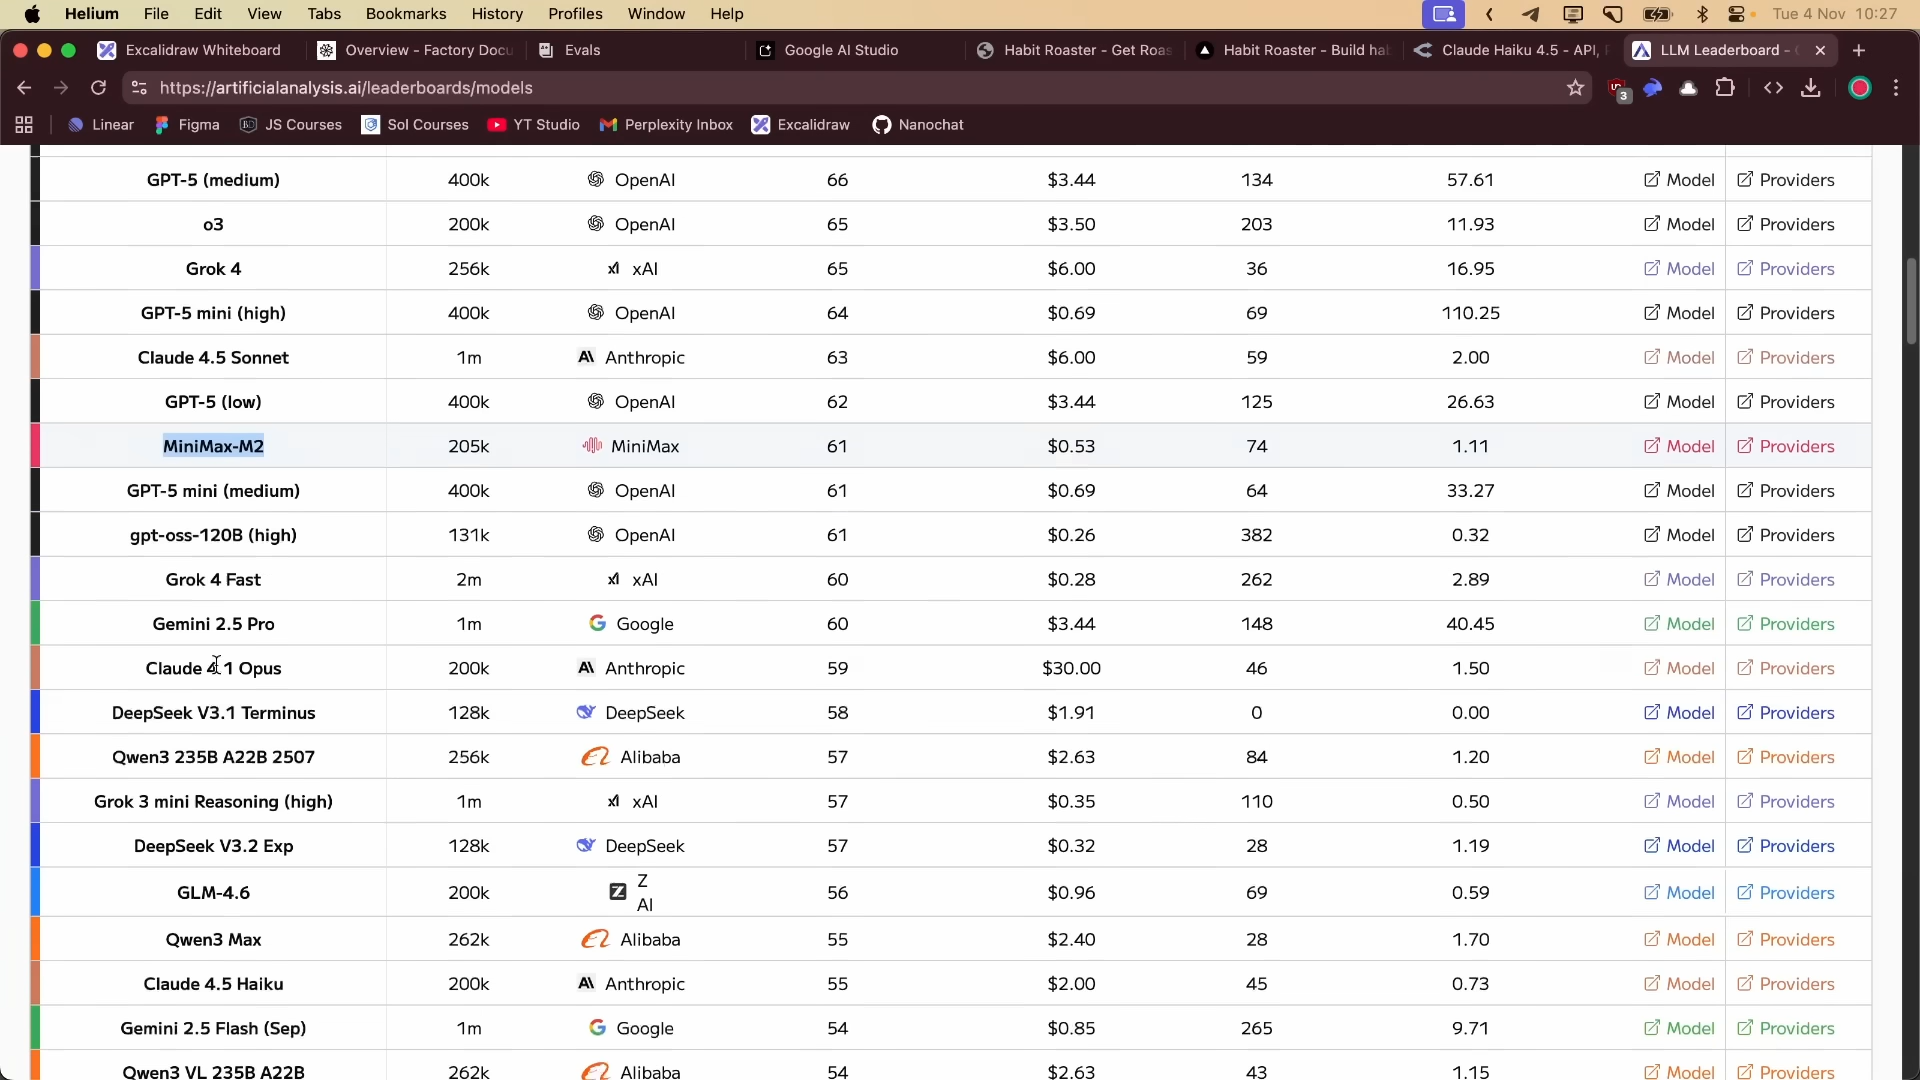 Helium File Edit View Tabs Bookmarks History Profiles Window Help Tue 4 Nov 10:27
Excalidraw Whiteboard Overview - Factory Docu Evals Google AI Studio Habit Roaster - Get Roas Habit Roaster - Build hab Claude Haiku 4.5 - API, LLM Leaderboard -
https://artificialanalysis.ai/leaderboards/models 3
Linear Figma JS Courses Sol Courses YT Studio Perplexity Inbox Excalidraw Nanochat
GPT-5 (medium) 400k OpenAI 66 $3.44 134 57.61 Model Providers
o3 200k OpenAI 65 $3.50 203 11.93 Model Providers
Grok 4 256k xAI 65 $6.00 36 16.95 Model Providers
GPT-5 mini (high) 400k OpenAI 64 $0.69 69 110.25 Model Providers
Claude 4.5 Sonnet 1m Anthropic 63 $6.00 59 2.00 Model Providers
GPT-5 (low) 400k OpenAI 62 $3.44 125 26.63 Model Providers
MiniMax-M2 205k MiniMax 61 $0.53 74 1.11 Model Providers
GPT-5 mini (medium) 400k OpenAI 61 $0.69 64 33.27 Model Providers
gpt-oss-120B (high) 131k OpenAI 61 $0.26 382 0.32 Model Providers
Grok 4 Fast 2m xAI 60 $0.28 262 2.89 Model Providers
Gemini 2.5 Pro 1m Google 60 $3.44 148 40.45 Model Providers
Claude 4.1 Opus 200k Anthropic 59 $30.00 46 1.50 Model Providers
DeepSeek V3.1 Terminus 128k DeepSeek 58 $1.91 0 0.00 Model Providers
Qwen3 235B A22B 2507 256k Alibaba 57 $2.63 84 1.20 Model Providers
Grok 3 mini Reasoning (high) 1m xAI 57 $0.35 110 0.50 Model Providers
DeepSeek V3.2 Exp 128k DeepSeek 57 $0.32 28 1.19 Model Providers
GLM-4.6 200k Z AI 56 $0.96 69 0.59 Model Providers
Qwen3 Max 262k Alibaba 55 $2.40 28 1.70 Model Providers
Claude 4.5 Haiku 200k Anthropic 55 $2.00 45 0.73 Model Providers
Gemini 2.5 Flash (Sep) 1m Google 54 $0.85 265 9.71 Model Providers
Qwen3 VL 235B A22B 262k Alibaba 54 $2.63 43 1.15 Model Providers